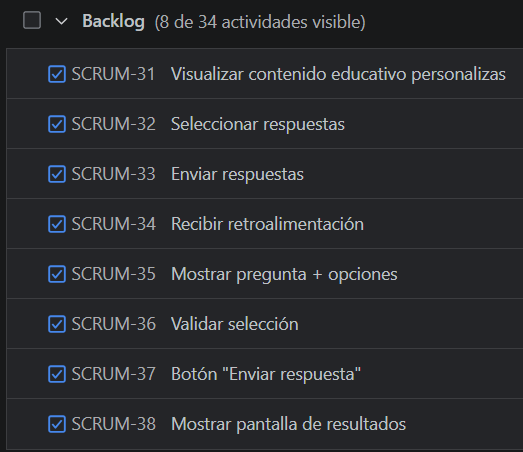 Backlog (8 de 34 actividades visible)
SCRUM-31 Visualizar contenido educativo personalizas
SCRUM-32 Seleccionar respuestas
SCRUM-33 Enviar respuestas
SCRUM-34 Recibir retroalimentación
SCRUM-35 Mostrar pregunta + opciones
SCRUM-36 Validar selección
SCRUM-37 Botón "Enviar respuesta"
SCRUM-38 Mostrar pantalla de resultados